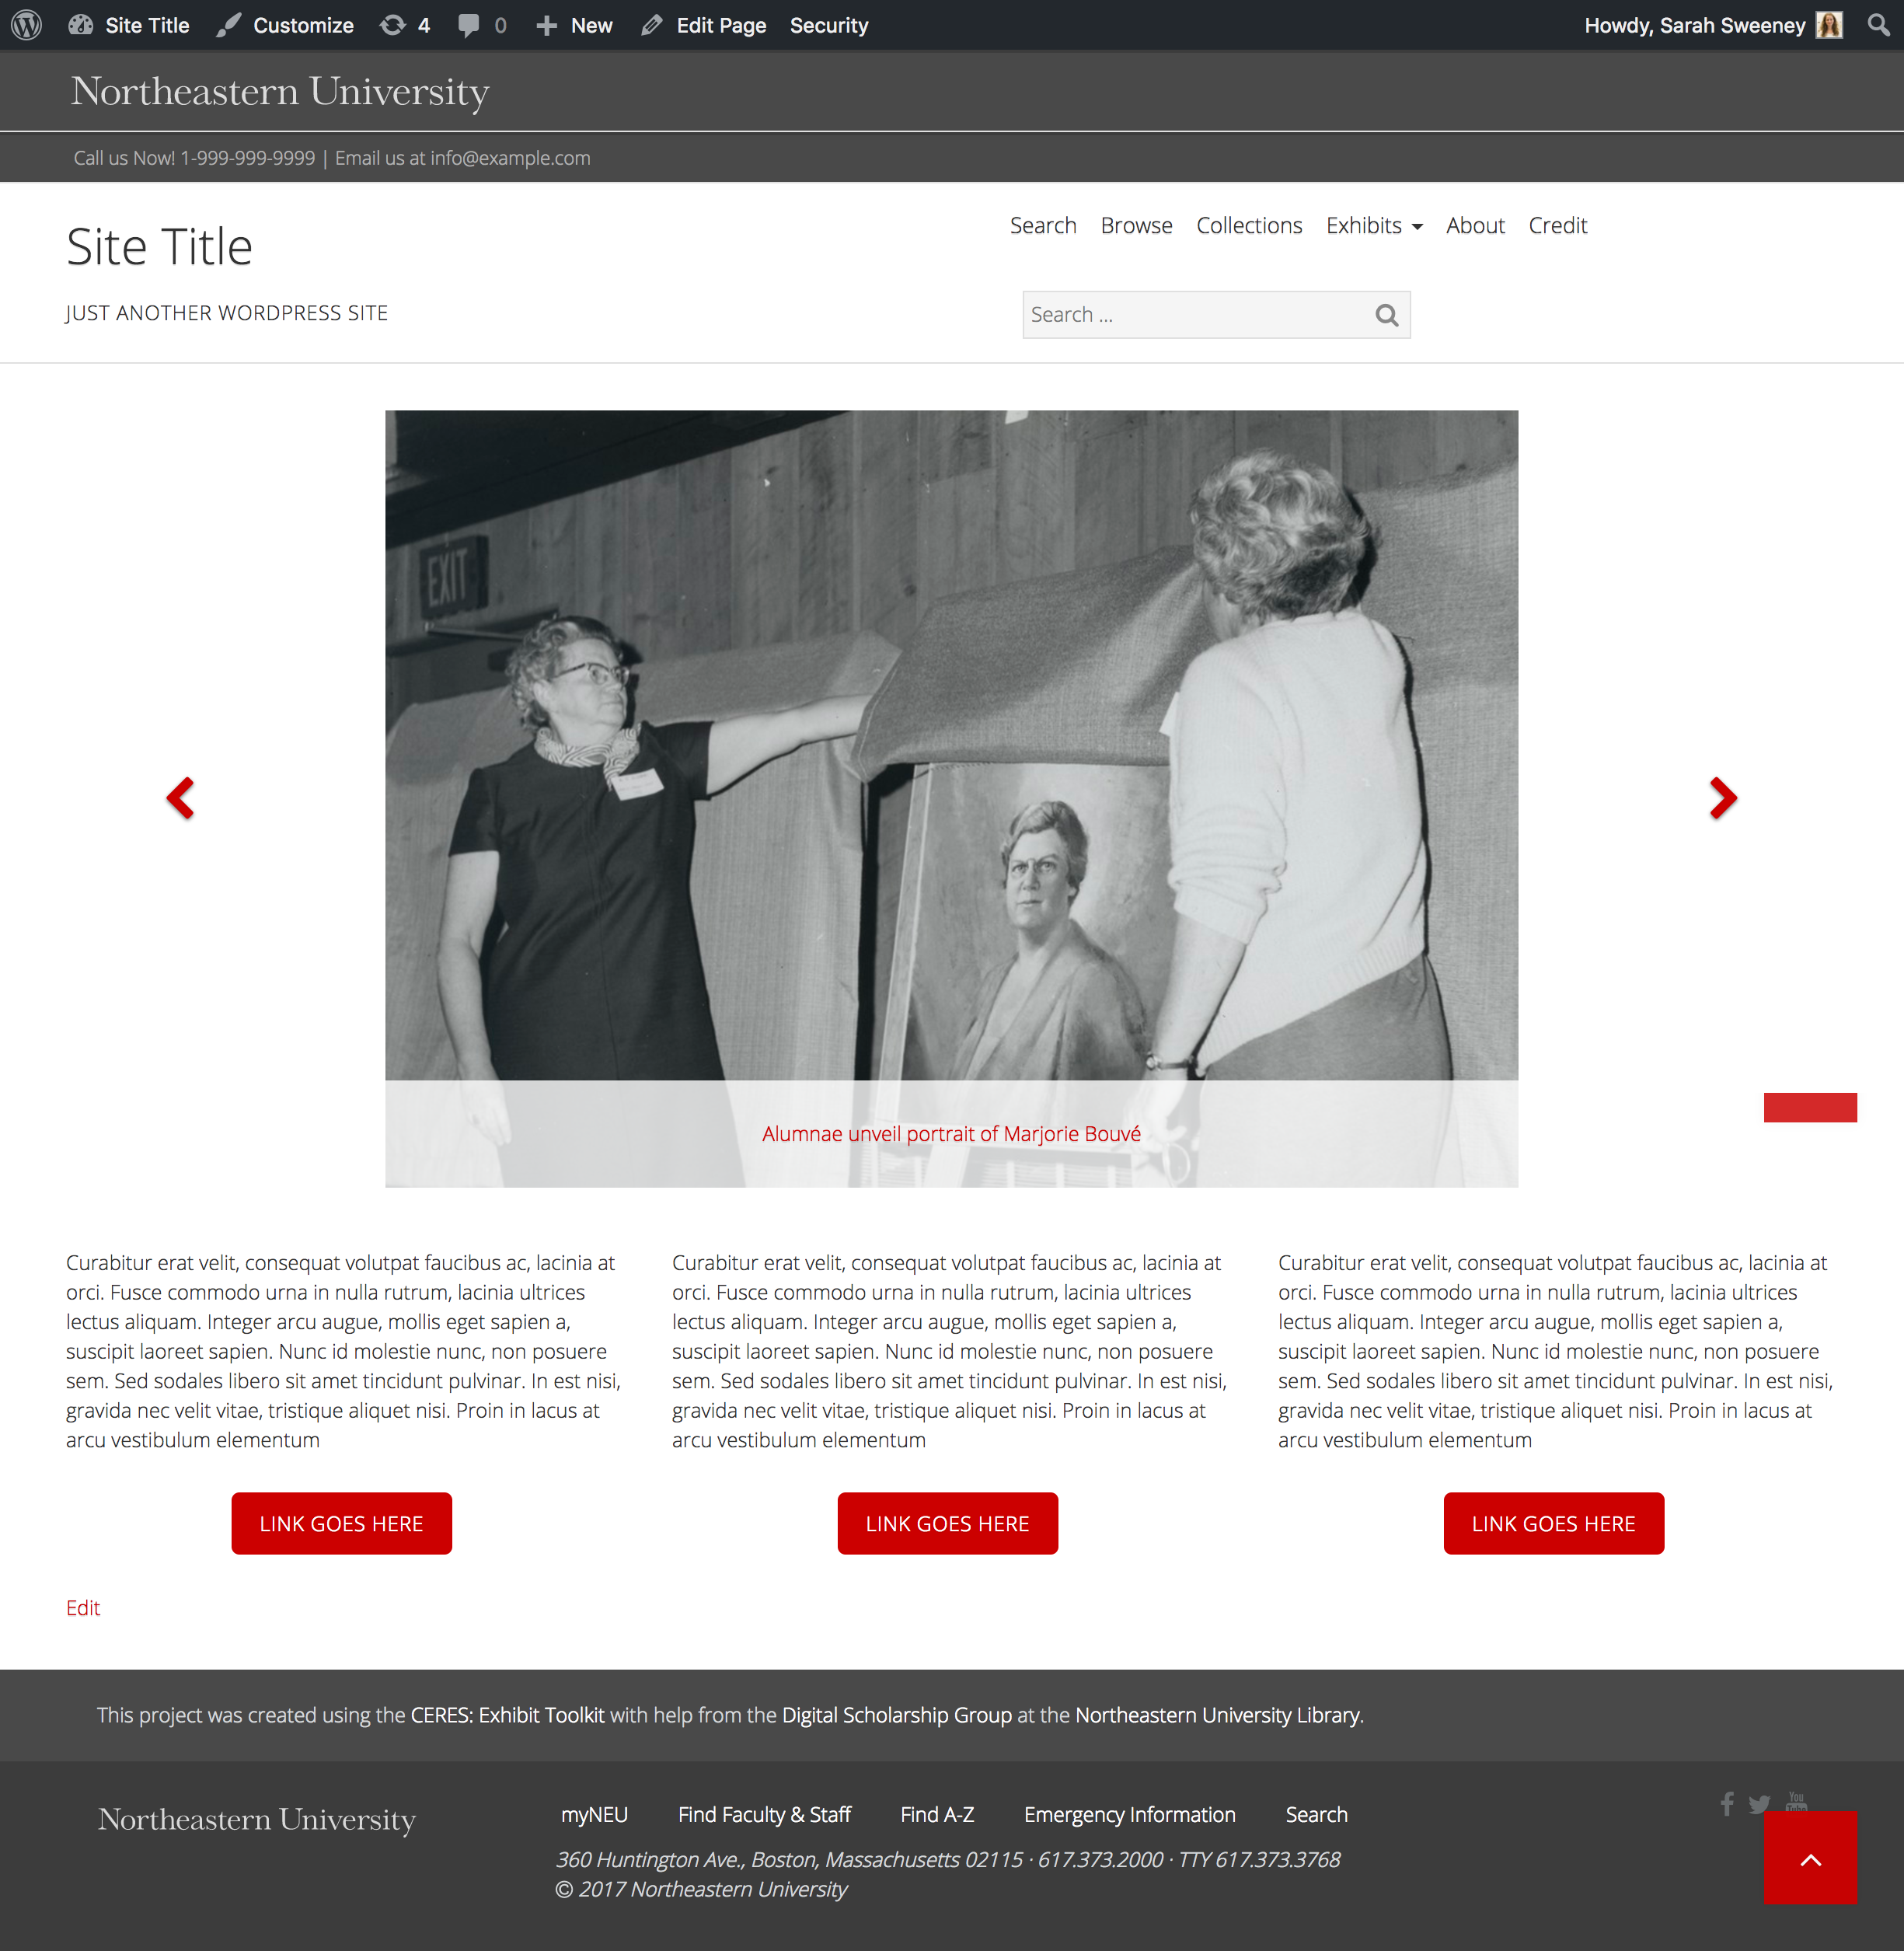 Site Title Customize 4 0 New Edit Page Security Howdy, Sarah Sweeney
Northeastern University
Call us Now! 1-999-999-9999 | Email us at info@example.com
Site Title
JUST ANOTHER WORDPRESS SITE
Search Browse Collections Exhibits About Credit
Search ...
EXIT
Alumnae unveil portrait of Marjorie Bouvé
Curabitur erat velit, consequat volutpat faucibus ac, lacinia at
orci. Fusce commodo urna in nulla rutrum, lacinia ultrices
lectus aliquam. Integer arcu augue, mollis eget sapien a,
suscipit laoreet sapien. Nunc id molestie nunc, non posuere
sem. Sed sodales libero sit amet tincidunt pulvinar. In est nisi,
gravida nec velit vitae, tristique aliquet nisi. Proin in lacus at
arcu vestibulum elementum
LINK GOES HERE
Curabitur erat velit, consequat volutpat faucibus ac, lacinia at
orci. Fusce commodo urna in nulla rutrum, lacinia ultrices
lectus aliquam. Integer arcu augue, mollis eget sapien a,
suscipit laoreet sapien. Nunc id molestie nunc, non posuere
sem. Sed sodales libero sit amet tincidunt pulvinar. In est nisi,
gravida nec velit vitae, tristique aliquet nisi. Proin in lacus at
arcu vestibulum elementum
LINK GOES HERE
Curabitur erat velit, consequat volutpat faucibus ac, lacinia at
orci. Fusce commodo urna in nulla rutrum, lacinia ultrices
lectus aliquam. Integer arcu augue, mollis eget sapien a,
suscipit laoreet sapien. Nunc id molestie nunc, non posuere
sem. Sed sodales libero sit amet tincidunt pulvinar. In est nisi,
gravida nec velit vitae, tristique aliquet nisi. Proin in lacus at
arcu vestibulum elementum
LINK GOES HERE
Edit
This project was created using the CERES: Exhibit Toolkit with help from the Digital Scholarship Group at the Northeastern University Library.
Northeastern University
myNEU Find Faculty & Staff Find A-Z Emergency Information Search
360 Huntington Ave., Boston, Massachusetts 02115 · 617.373.2000 · TTY 617.373.3768
© 2017 Northeastern University
You